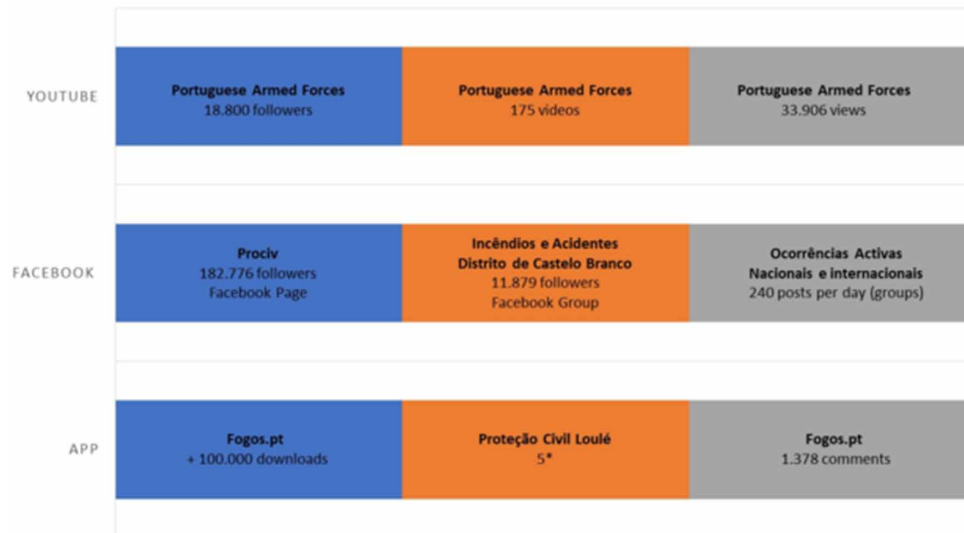 YOUTUBE
Portuguese Armed Forces
18.800 followers
Portuguese Armed Forces
175 videos
Portuguese Armed Forces
33.906 views
FACEBOOK
Prociv
182.776 followers
Facebook Page
Incêndios e Acidentes
Distrito de Castelo Branco
11.879 followers
Facebook Group
Ocorrências Activas
Nacionais e internacionais
240 posts per day (groups)
APP
Fogos.pt
+ 100.000 downloads
Proteção Civil Loulé
5*
Fogos.pt
1.378 comments